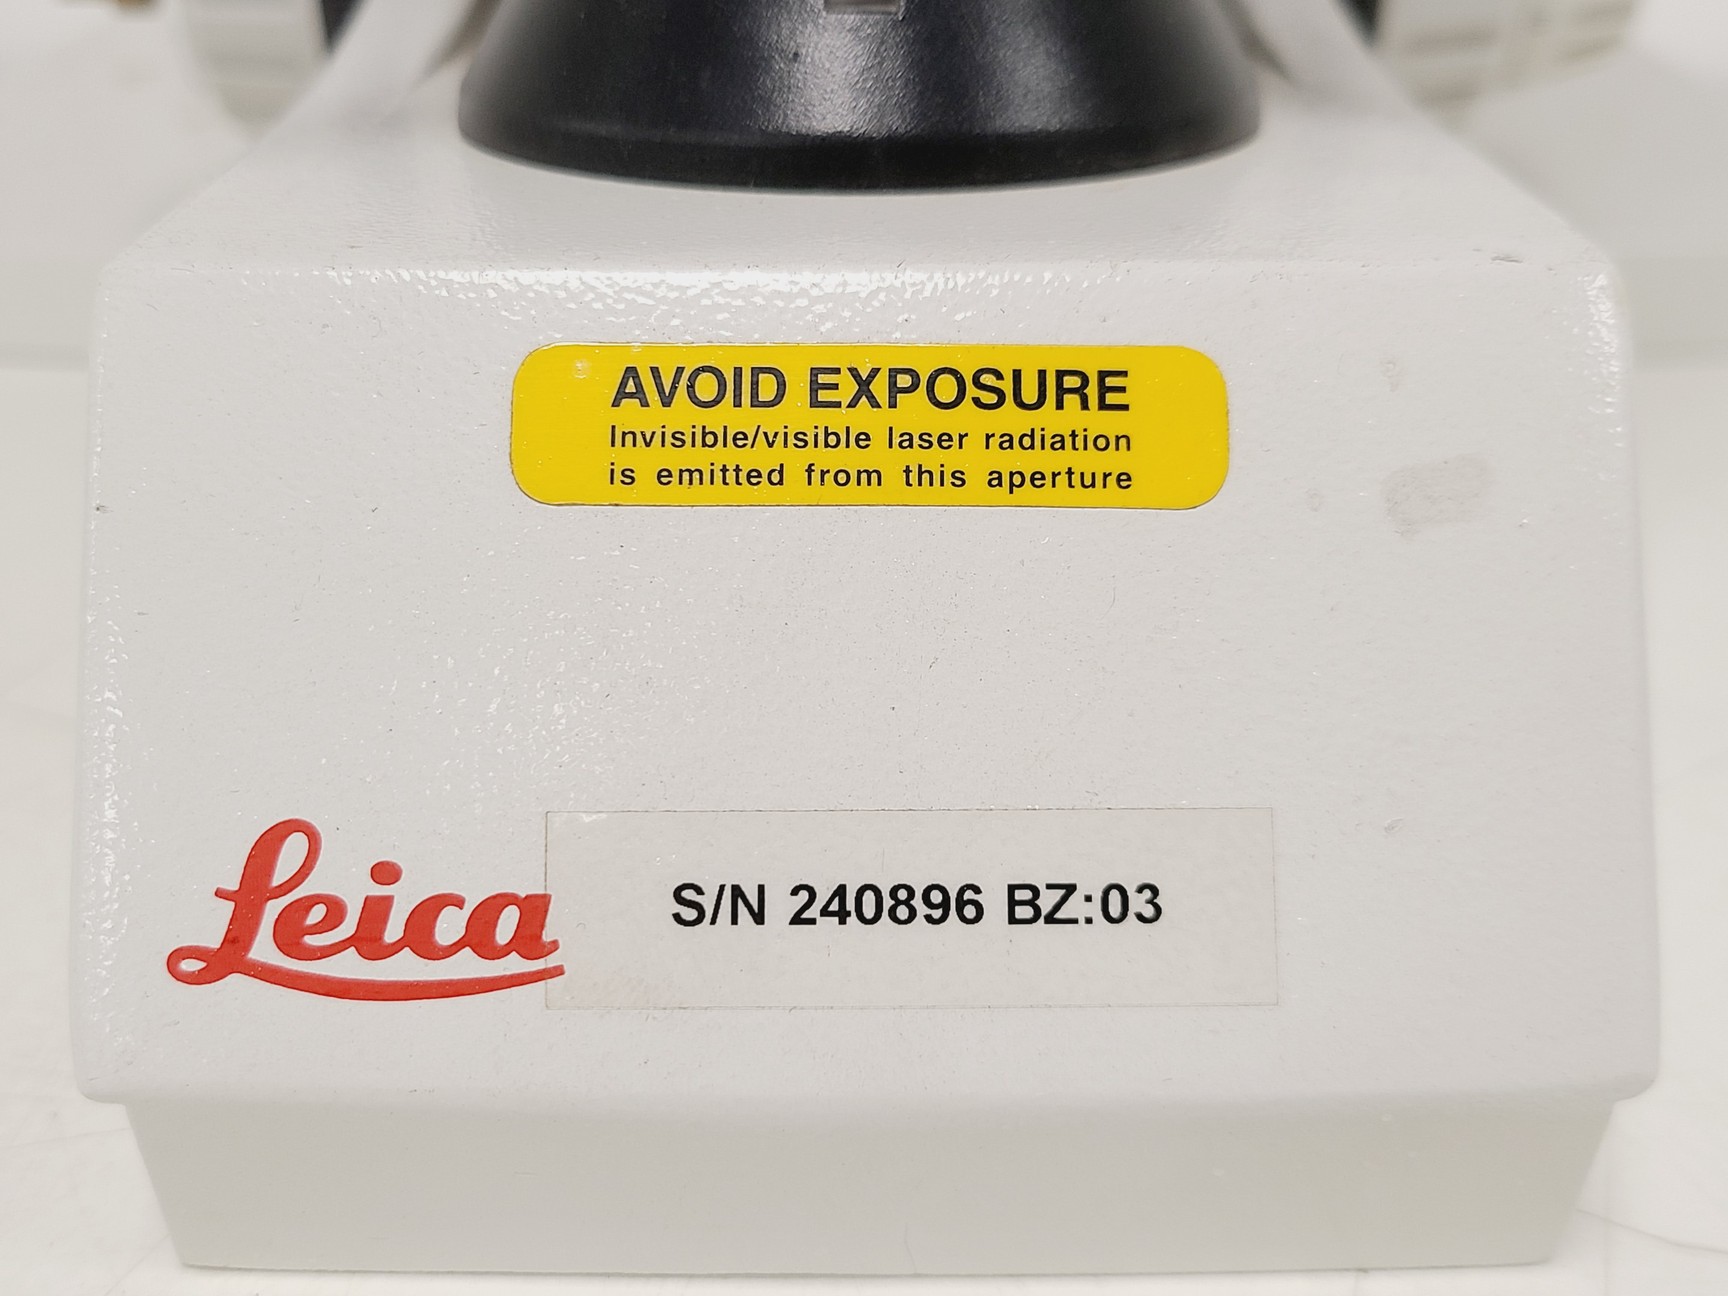 AVOID EXPOSURE
Invisible/visible laser radiation
is emitted from this aperture
Leica
S/N 240896 BZ:03